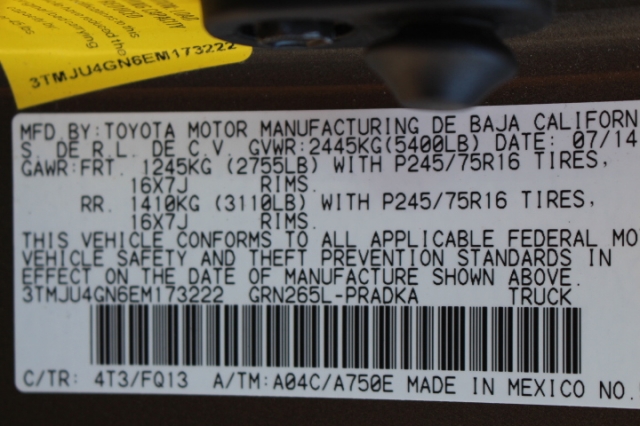 3TMJU4GN6EM173222
MFD.BY:TOYOTA MOTOR MANUFACTURING DE BAJA CALIFORN
S. DE R.L. DE C.V. GVWR:2445KG(5400LB) DATE: 07/14
GAWR:FRT. 1245KG (2755LB) WITH P245/75R16 TIRES,
16X7J RIMS.
RR. 1410KG (3110LB) WITH P245/75R16 TIRES,
16X7J RIMS.
THIS VEHICLE CONFORMS TO ALL APPLICABLE FEDERAL MO
VEHICLE SAFETY AND THEFT PREVENTION STANDARDS IN
EFFECT ON THE DATE OF MANUFACTURE SHOWN ABOVE.
3TMJU4GN6EM173222 GRN265L-PRADKA TRUCK
C/TR: 4T3/FQ13 A/TM:A04C/A750E MADE IN MEXICO NO.